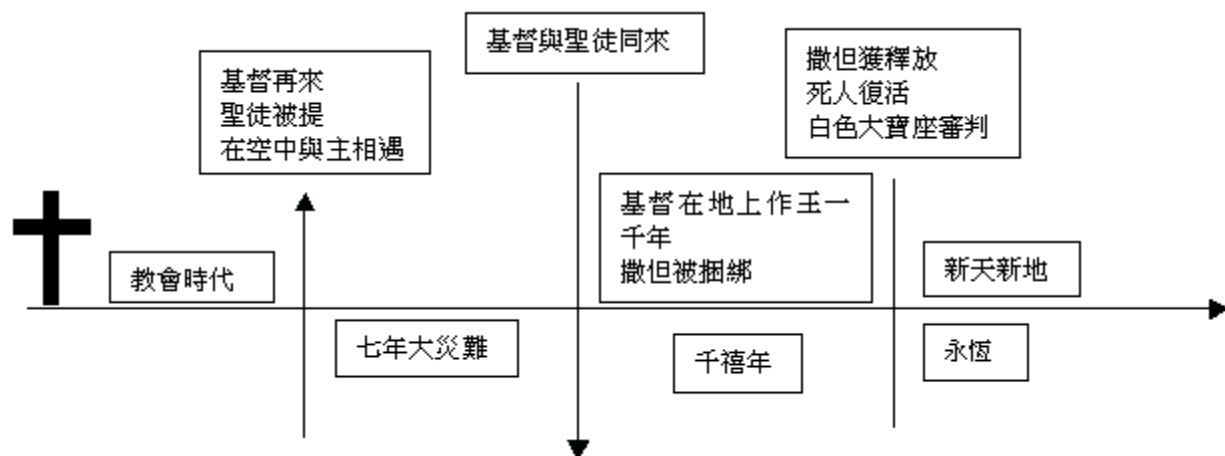 基督與聖徒同來
基督再來
聖徒被提
在空中與主相遇
撒但獲釋放
死人復活
白色大寶座審判
教會時代
基督在地上作王一
千年
撒但被捆綁
新天新地
七年大災難
千禧年
永恆